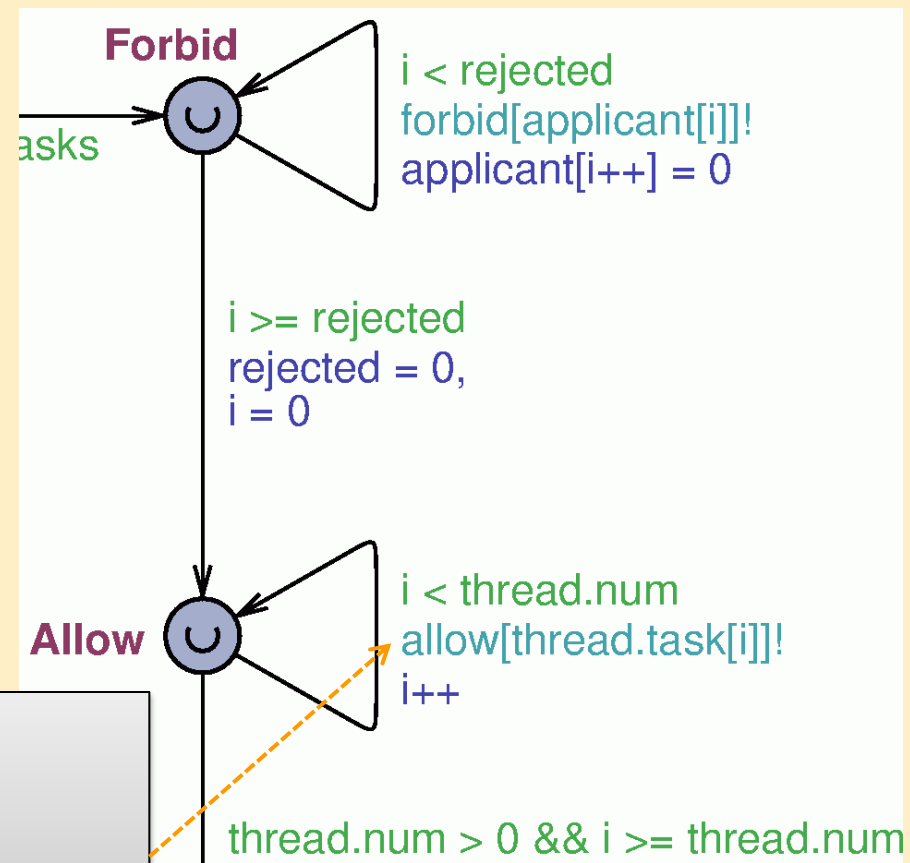 Forbid
i < rejected
forbid[applicant[i]]!
applicant[i++] = 0
asks
i >= rejected
rejected = 0,
i = 0
Allow
i < thread.num
allow[thread.task[i]]!
i++
thread.num > 0 && i >= thread.num